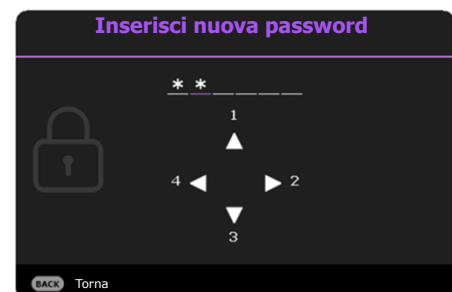 Inserisci nuova password
* * _ _ _ _
1
4 ◀ ▶ 2
3
BACK Torna